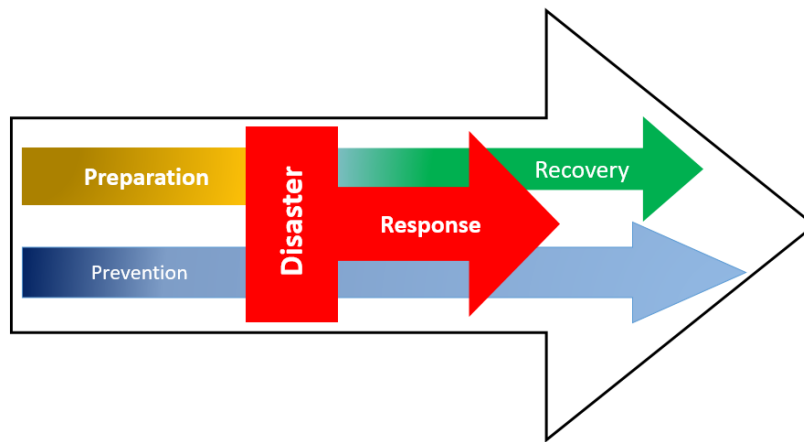 Preparation
Disaster
Recovery
Response
Prevention